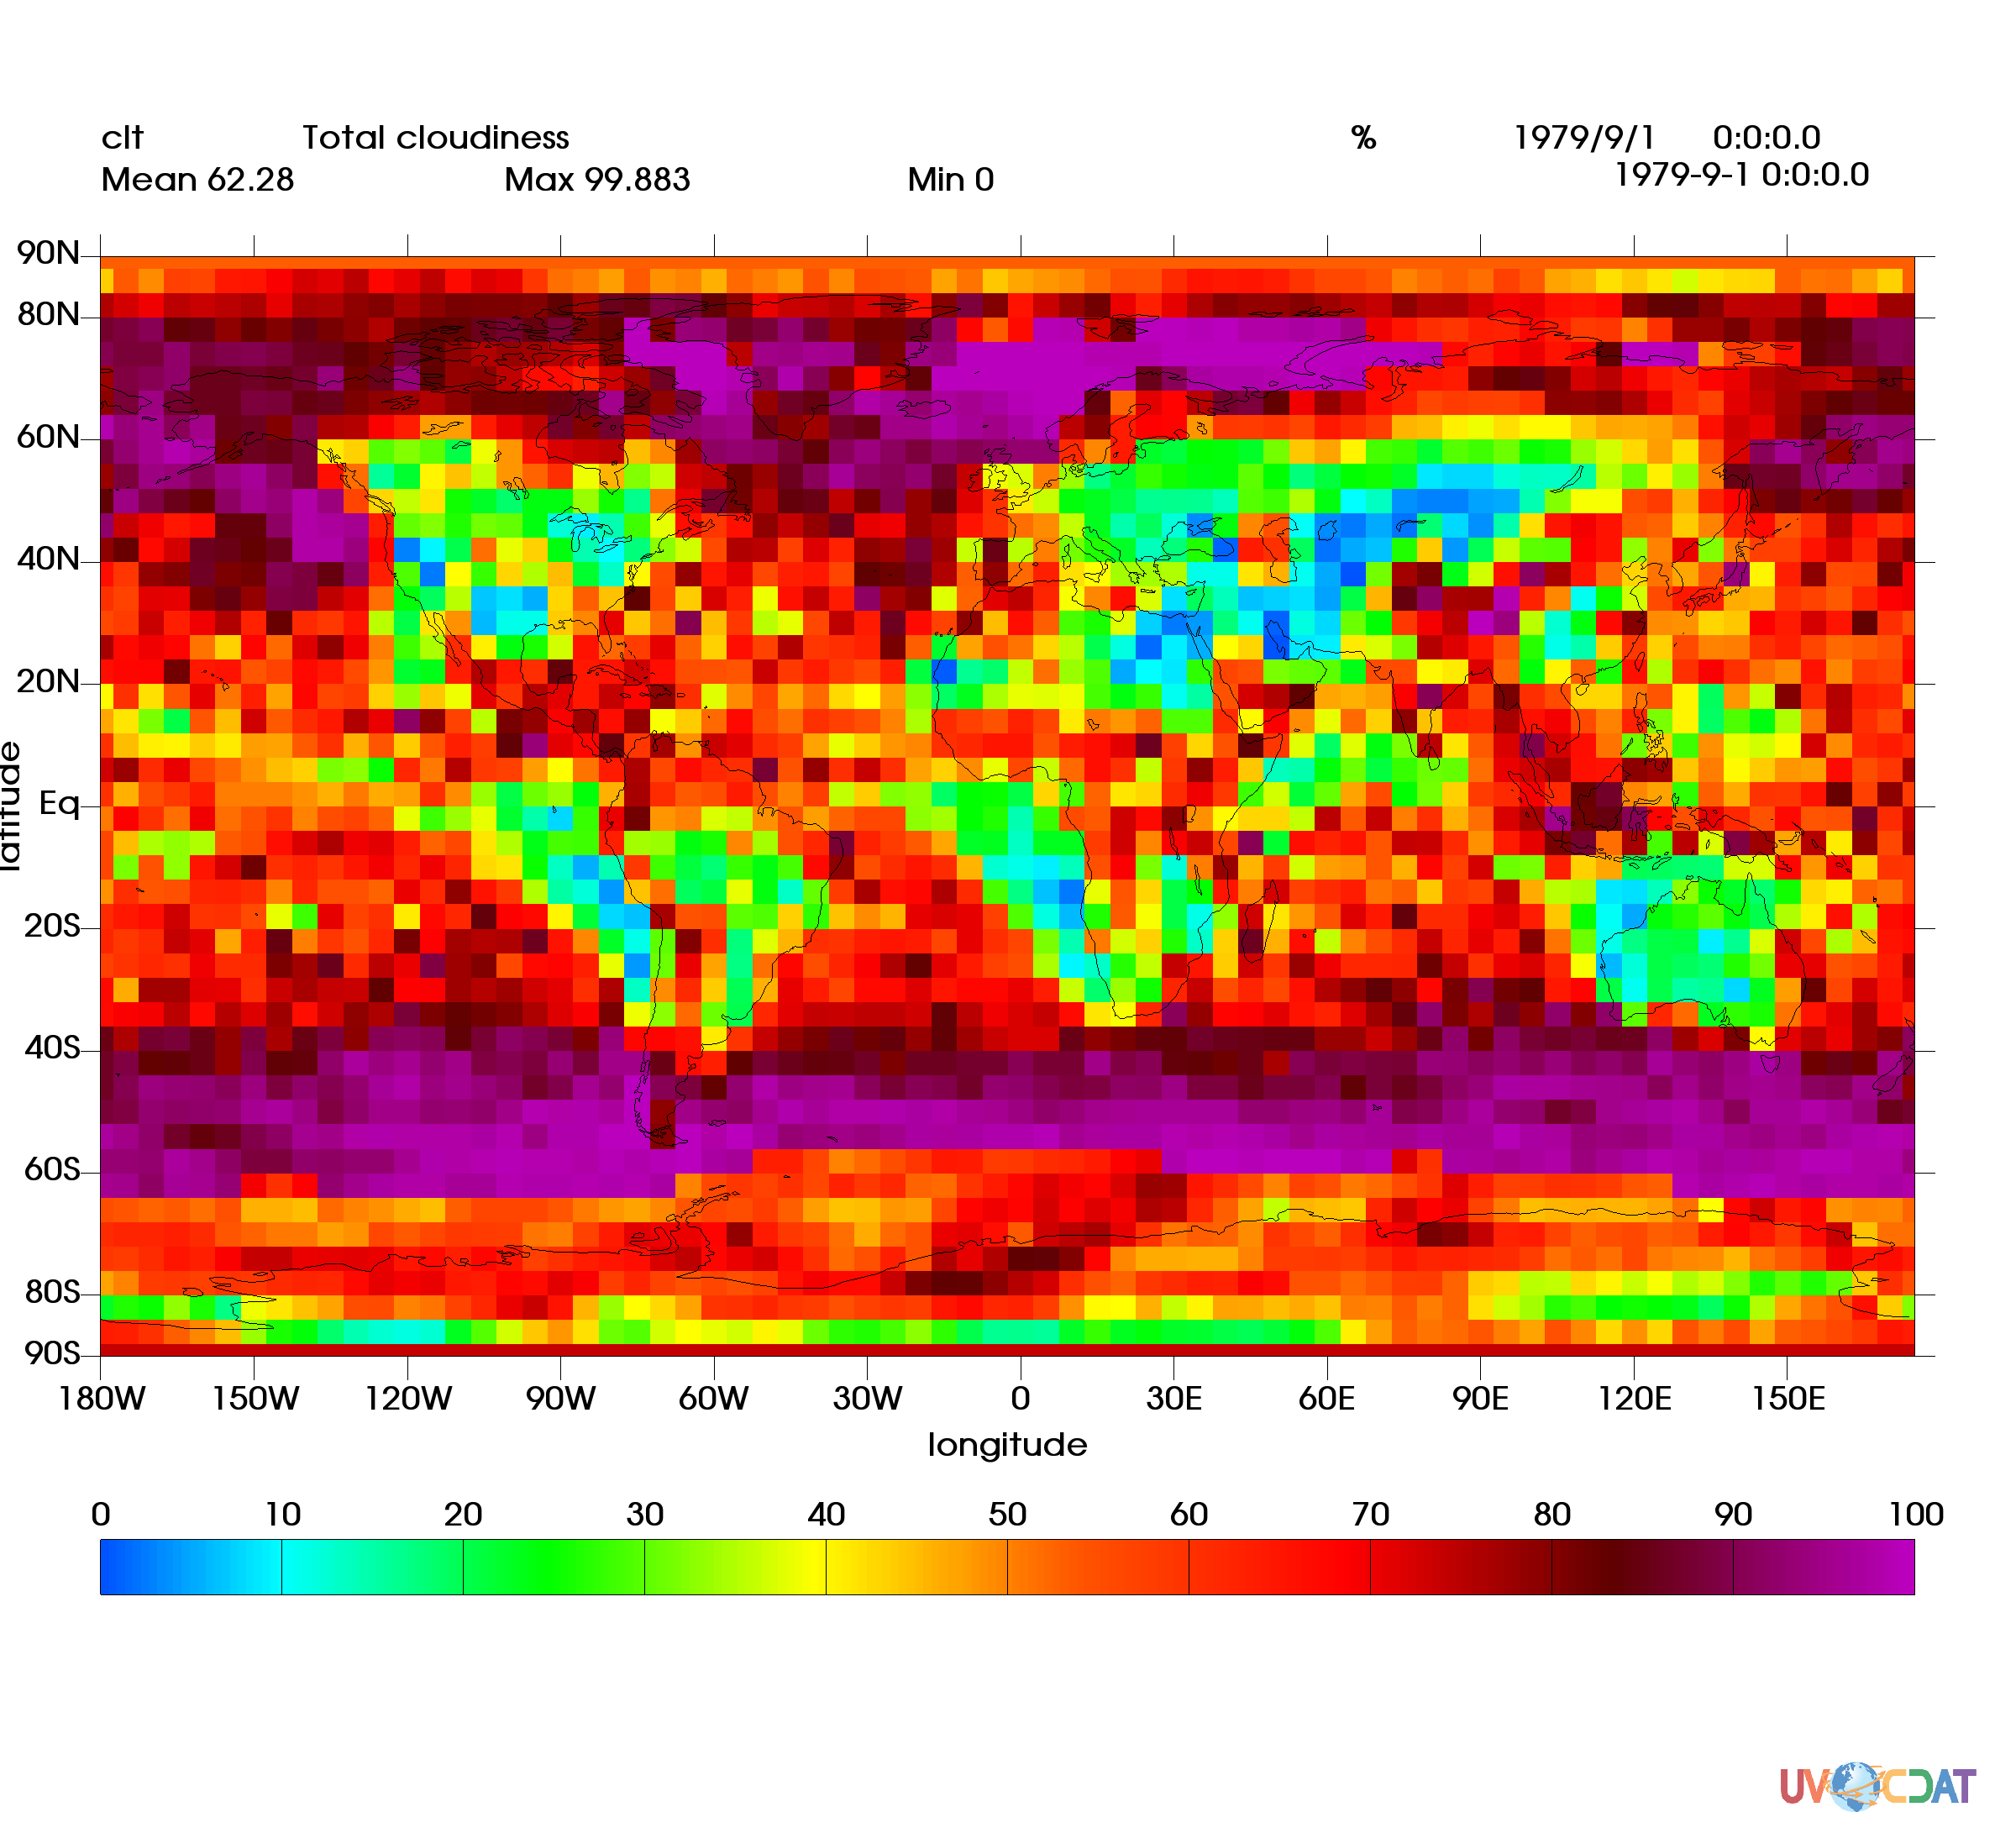 clt Total cloudiness % 1979/9/1 0:0:0.0
Mean 62.28 Max 99.883 Min 0 1979-9-1 0:0:0.0
90N
80N
60N
40N
20N
Eq
20S
40S
60S
80S
90S
latitude
180W 150W 120W 90W 60W 30W 0 30E 60E 90E 120E 150E
longitude
0 10 20 30 40 50 60 70 80 90 100
UV CDAT